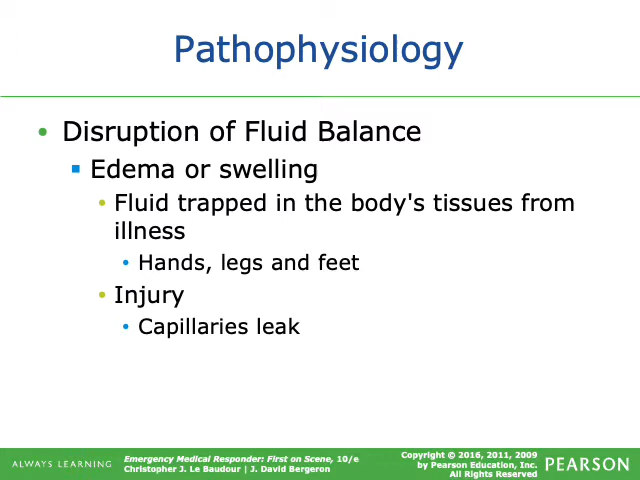 Pathophysiology
• Disruption of Fluid Balance
▪ Edema or swelling
• Fluid trapped in the body's tissues from
illness
• Hands, legs and feet
• Injury
• Capillaries leak
ALWAYS LEARNING
Emergency Medical Responder: First on Scene, 10/e
Christopher J. Le Baudour | J. David Bergeron
Copyright © 2016, 2011, 2009
by Pearson Education, Inc.
All Rights Reserved
PEARSON